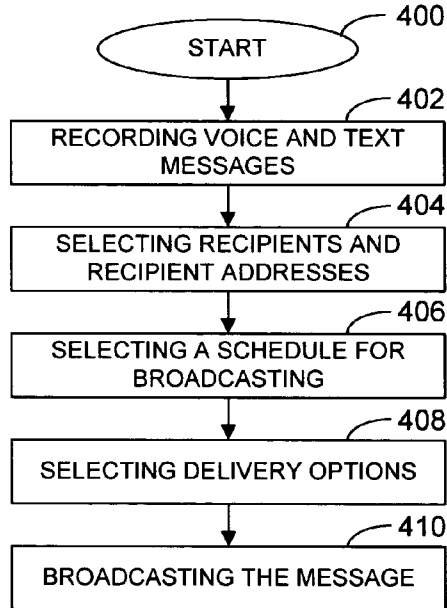 400
START
402
RECORDING VOICE AND TEXT
MESSAGES
404
SELECTING RECIPIENTS AND
RECIPIENT ADDRESSES
406
SELECTING A SCHEDULE FOR
BROADCASTING
408
SELECTING DELIVERY OPTIONS
410
BROADCASTING THE MESSAGE